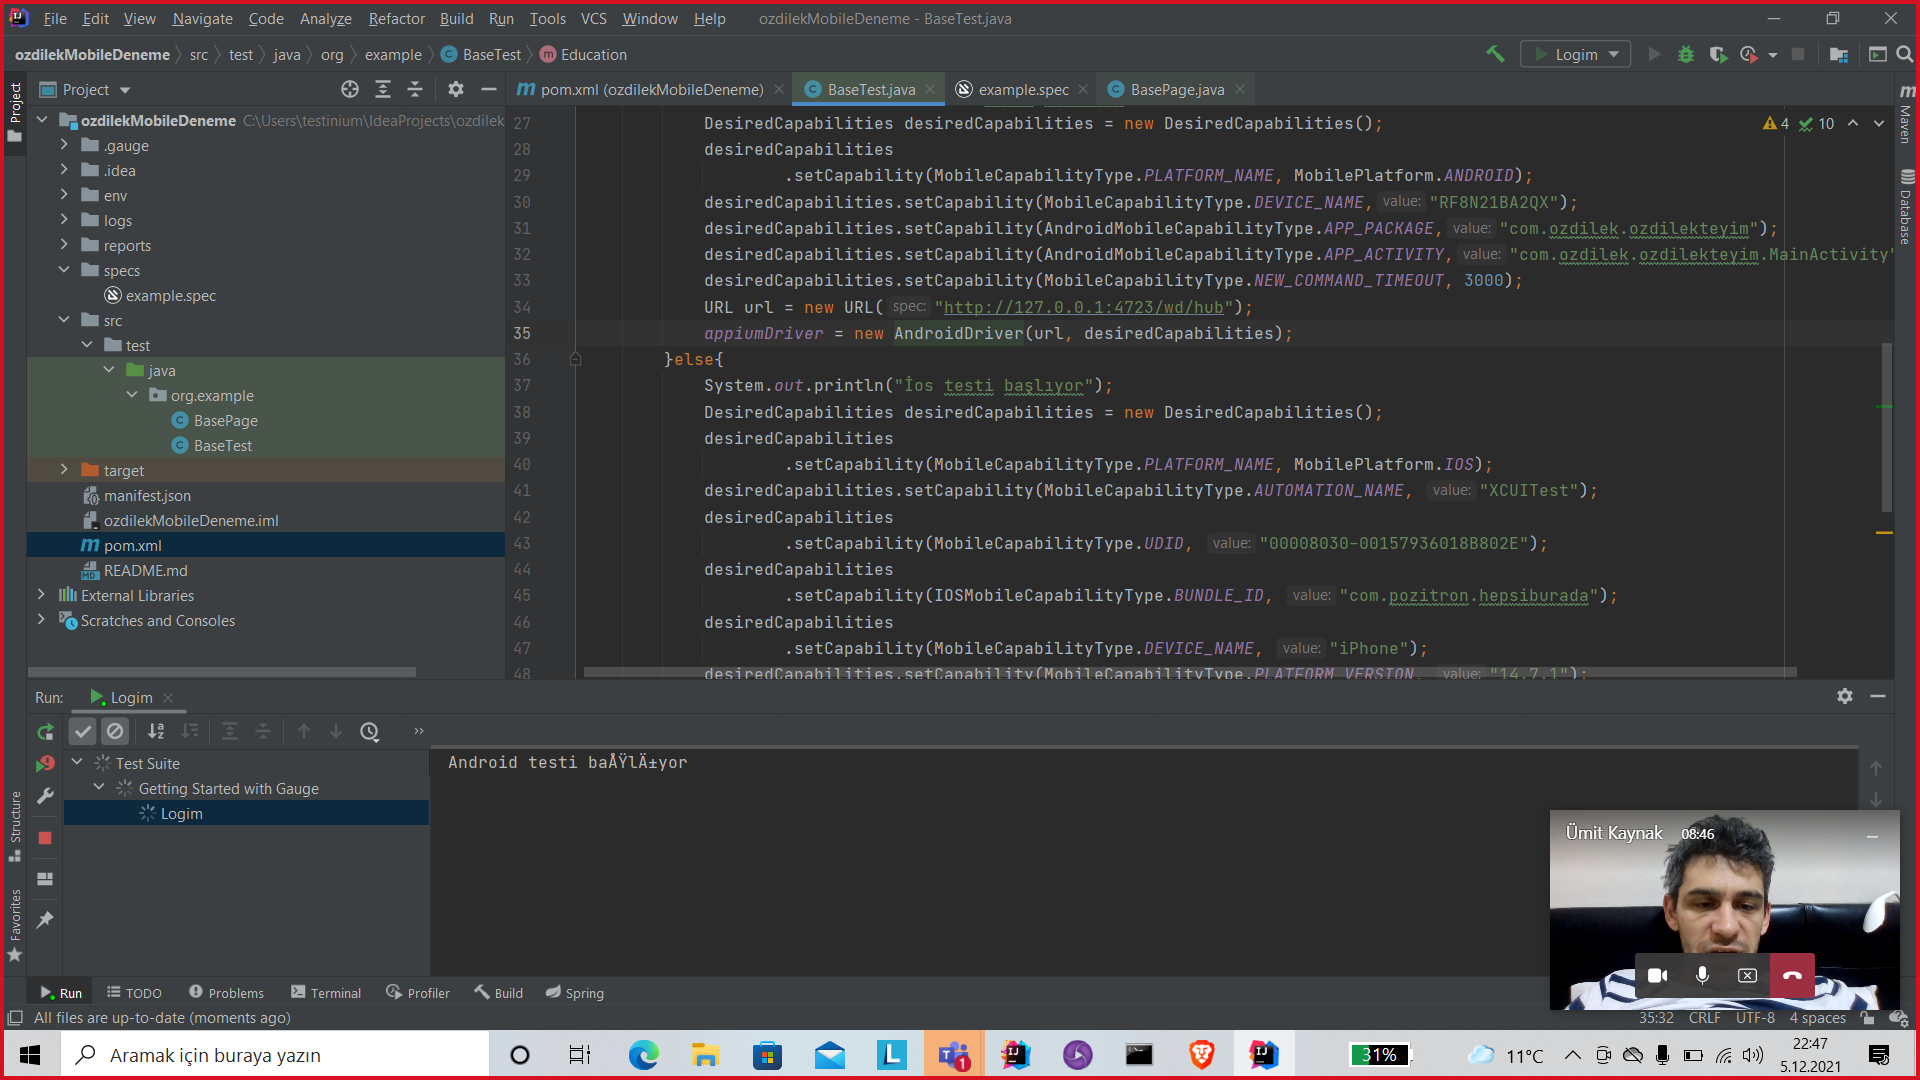 File Edit View Navigate Code Analyze Refactor Build Run Tools VCS Window Help ozdilekMobileDeneme - BaseTest.java
ozdilekMobileDeneme src test java org example BaseTest Education Logim
Project
ozdilekMobileDeneme C:\Users\testinium\IdeaProjects\ozdilek
.gauge
.idea
env
logs
reports
specs
example.spec
src
test
java
org.example
BasePage
BaseTest
target
manifest.json
ozdilekMobileDeneme.iml
pom.xml
README.md
External Libraries
Scratches and Consoles
pom.xml (ozdilekMobileDeneme) BaseTest.java example.spec BasePage.java
4 10
27 DesiredCapabilities desiredCapabilities = new DesiredCapabilities();
28 desiredCapabilities
29 .setCapability(MobileCapabilityType.PLATFORM_NAME, MobilePlatform.ANDROID);
30 desiredCapabilities.setCapability(MobileCapabilityType.DEVICE_NAME, value: "RF8N21BA2QX");
31 desiredCapabilities.setCapability(AndroidMobileCapabilityType.APP_PACKAGE, value: "com.ozdilek.ozdilekteyim");
32 desiredCapabilities.setCapability(AndroidMobileCapabilityType.APP_ACTIVITY, value: "com.ozdilek.ozdilekteyim.MainActivity"
33 desiredCapabilities.setCapability(MobileCapabilityType.NEW_COMMAND_TIMEOUT, 3000);
34 URL url = new URL( spec: "http://127.0.0.1:4723/wd/hub");
35 appiumDriver = new AndroidDriver(url, desiredCapabilities);
36 }else{
37 System.out.println("İos testi başlıyor");
38 DesiredCapabilities desiredCapabilities = new DesiredCapabilities();
39 desiredCapabilities
40 .setCapability(MobileCapabilityType.PLATFORM_NAME, MobilePlatform.IOS);
41 desiredCapabilities.setCapability(MobileCapabilityType.AUTOMATION_NAME, value: "XCUITest");
42 desiredCapabilities
43 .setCapability(MobileCapabilityType.UDID, value: "00008030-00157936018B802E");
44 desiredCapabilities
45 .setCapability(IOSMobileCapabilityType.BUNDLE_ID, value: "com.pozitron.hepsiburada");
46 desiredCapabilities
47 .setCapability(MobileCapabilityType.DEVICE_NAME, value: "iPhone");
48 desiredCapabilities.setCapability(MobileCapabilityType.PLATFORM_VERSION, value: "14.7.1");
Project
Structure
Favorites
Maven
Database
Run: Logim
Test Suite
Getting Started with Gauge
Logim
Android testi baÅŸlÄ±yor
Ümit Kaynak 08:46
Run TODO Problems Terminal Profiler Build Spring
All files are up-to-date (moments ago) 35:32 CRLF UTF-8 4 spaces
Aramak için buraya yazın 1 31% 11°C 22:47
5.12.2021